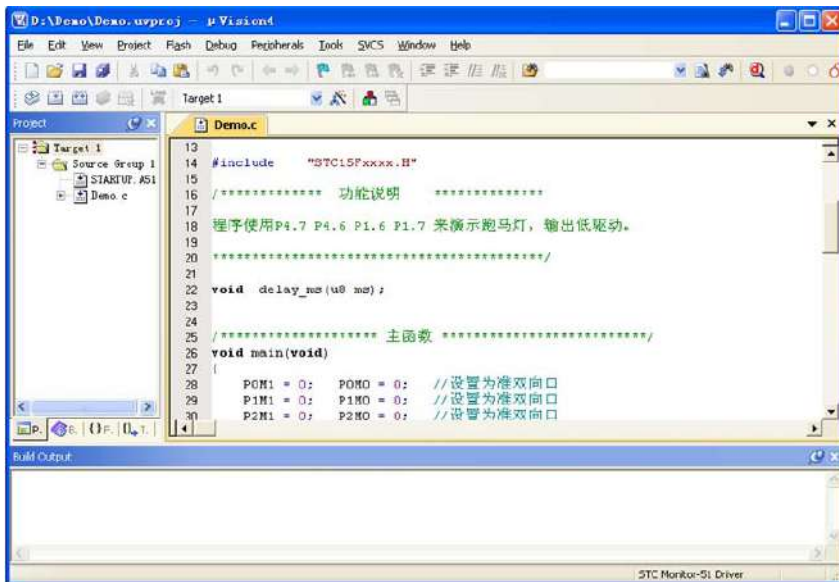 D:\Demo\Demo.uvproj - µVision4
File Edit View Project Flash Debug Peripherals Tools SVCS Window Help
Target 1
Project
Demo.c
Target 1
Source Group 1
STARTUP.A51
Demo.c
13
14 #include "STC15Fxxxx.H"
15
16 /************* 功能说明 **************
17
18 程序使用P4.7 P4.6 P1.6 P1.7 来演示跑马灯, 输出低驱动。
19
20 ******************************************/
21
22 void delay_ms(u8 ms);
23
24
25 /******************** 主函数 **************************/
26 void main(void)
27 {
28 P0M1 = 0; P0M0 = 0; //设置为准双向口
29 P1M1 = 0; P1M0 = 0; //设置为准双向口
30 P2M1 = 0; P2M0 = 0; //设置为准双向口
P. B. {} F. T.
Build Output
STC Monitor-51 Driver